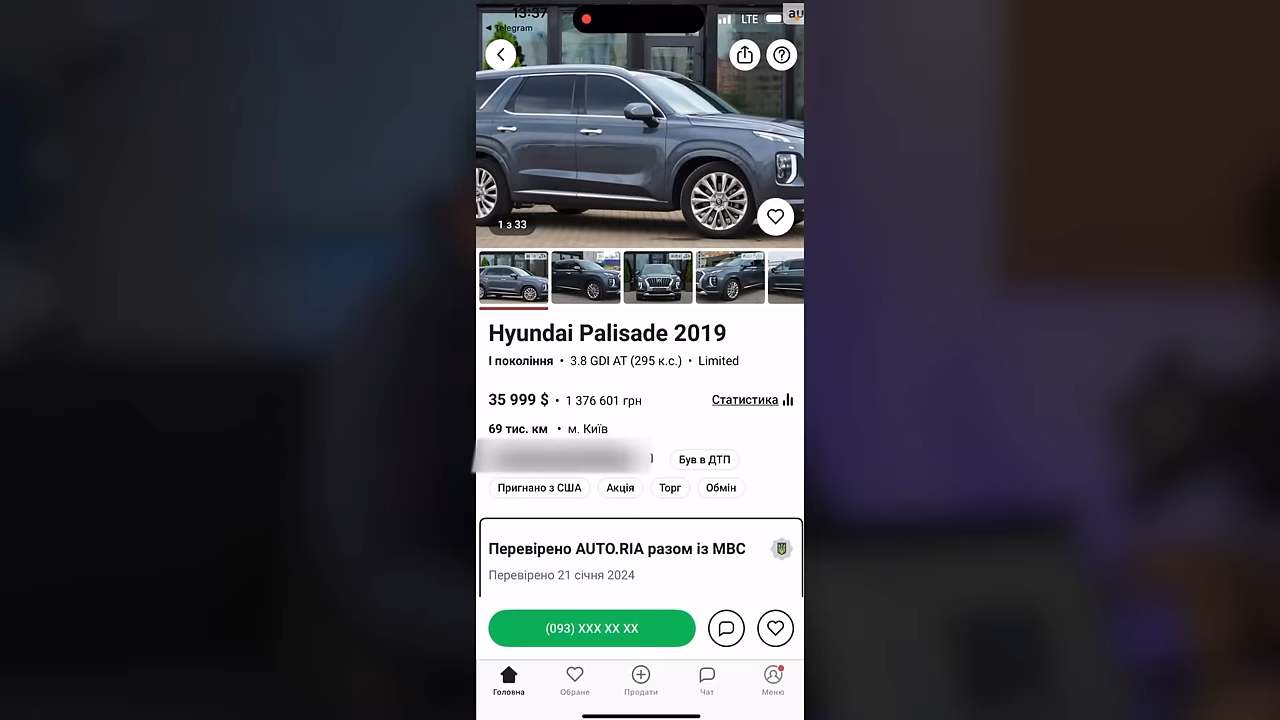 13:37
LTE
au
◀ Telegram
1 з 33
Hyundai Palisade 2019
I покоління • 3.8 GDI AT (295 к.с.) • Limited
35 999 $ • 1 376 601 грн
Статистика
69 тис. км • м. Київ
Був в ДТП
Пригнано з США
Акція
Торг
Обмін
Перевірено AUTO.RIA разом із МВС
Перевірено 21 січня 2024
(093) XXX XX XX
Головна
Обране
Продати
Чат
Меню